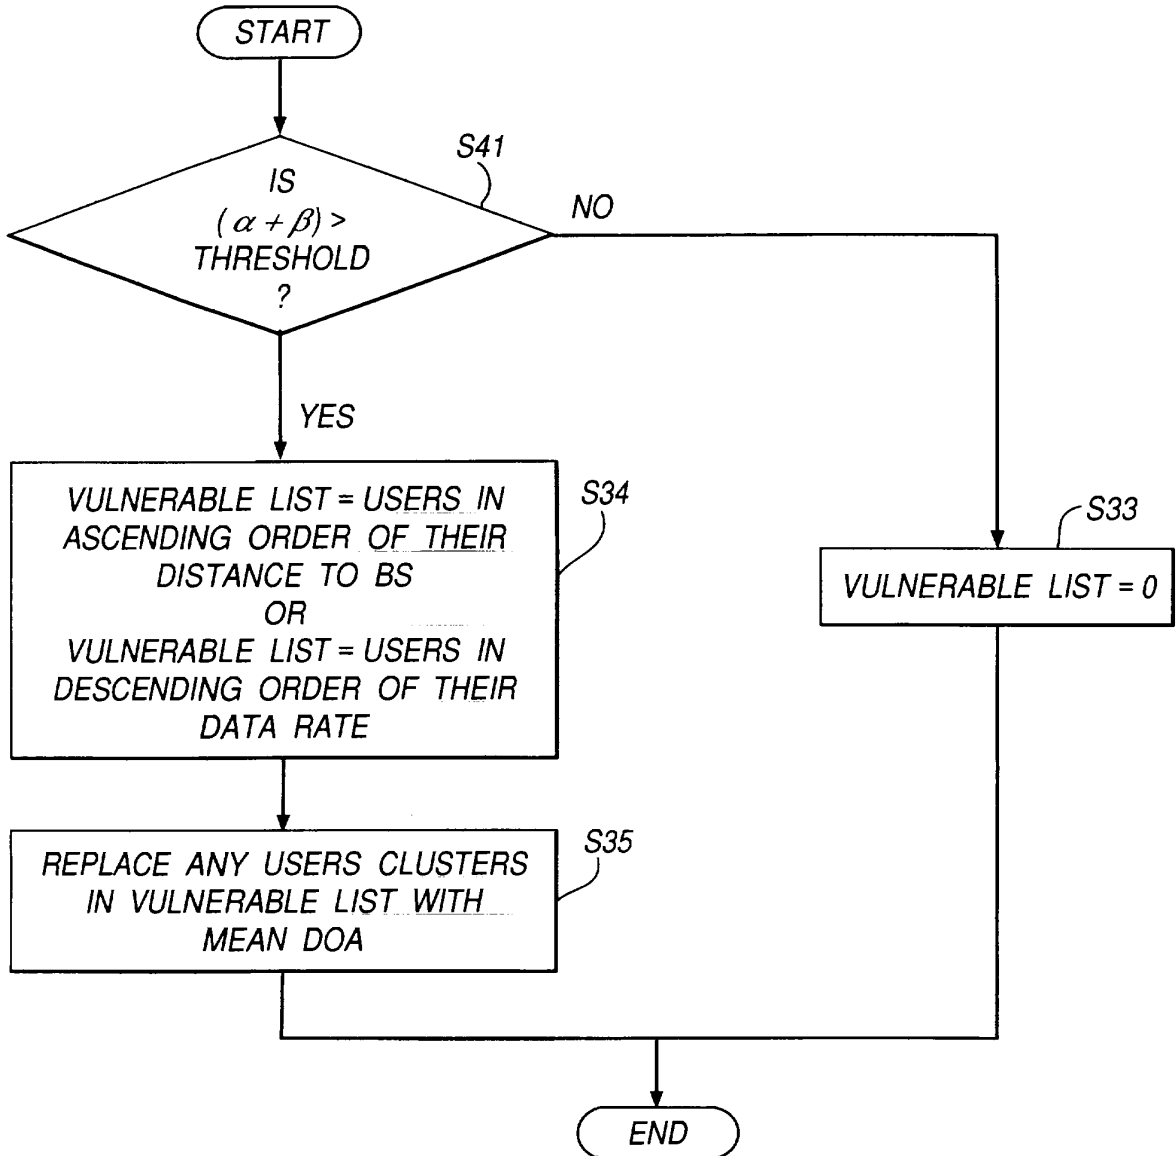 START
S41
IS
(α + β) >
THRESHOLD
?
NO
YES
VULNERABLE LIST = USERS IN
ASCENDING ORDER OF THEIR
DISTANCE TO BS
OR
VULNERABLE LIST = USERS IN
DESCENDING ORDER OF THEIR
DATA RATE
S34
S33
VULNERABLE LIST = 0
REPLACE ANY USERS CLUSTERS
IN VULNERABLE LIST WITH
MEAN DOA
S35
END